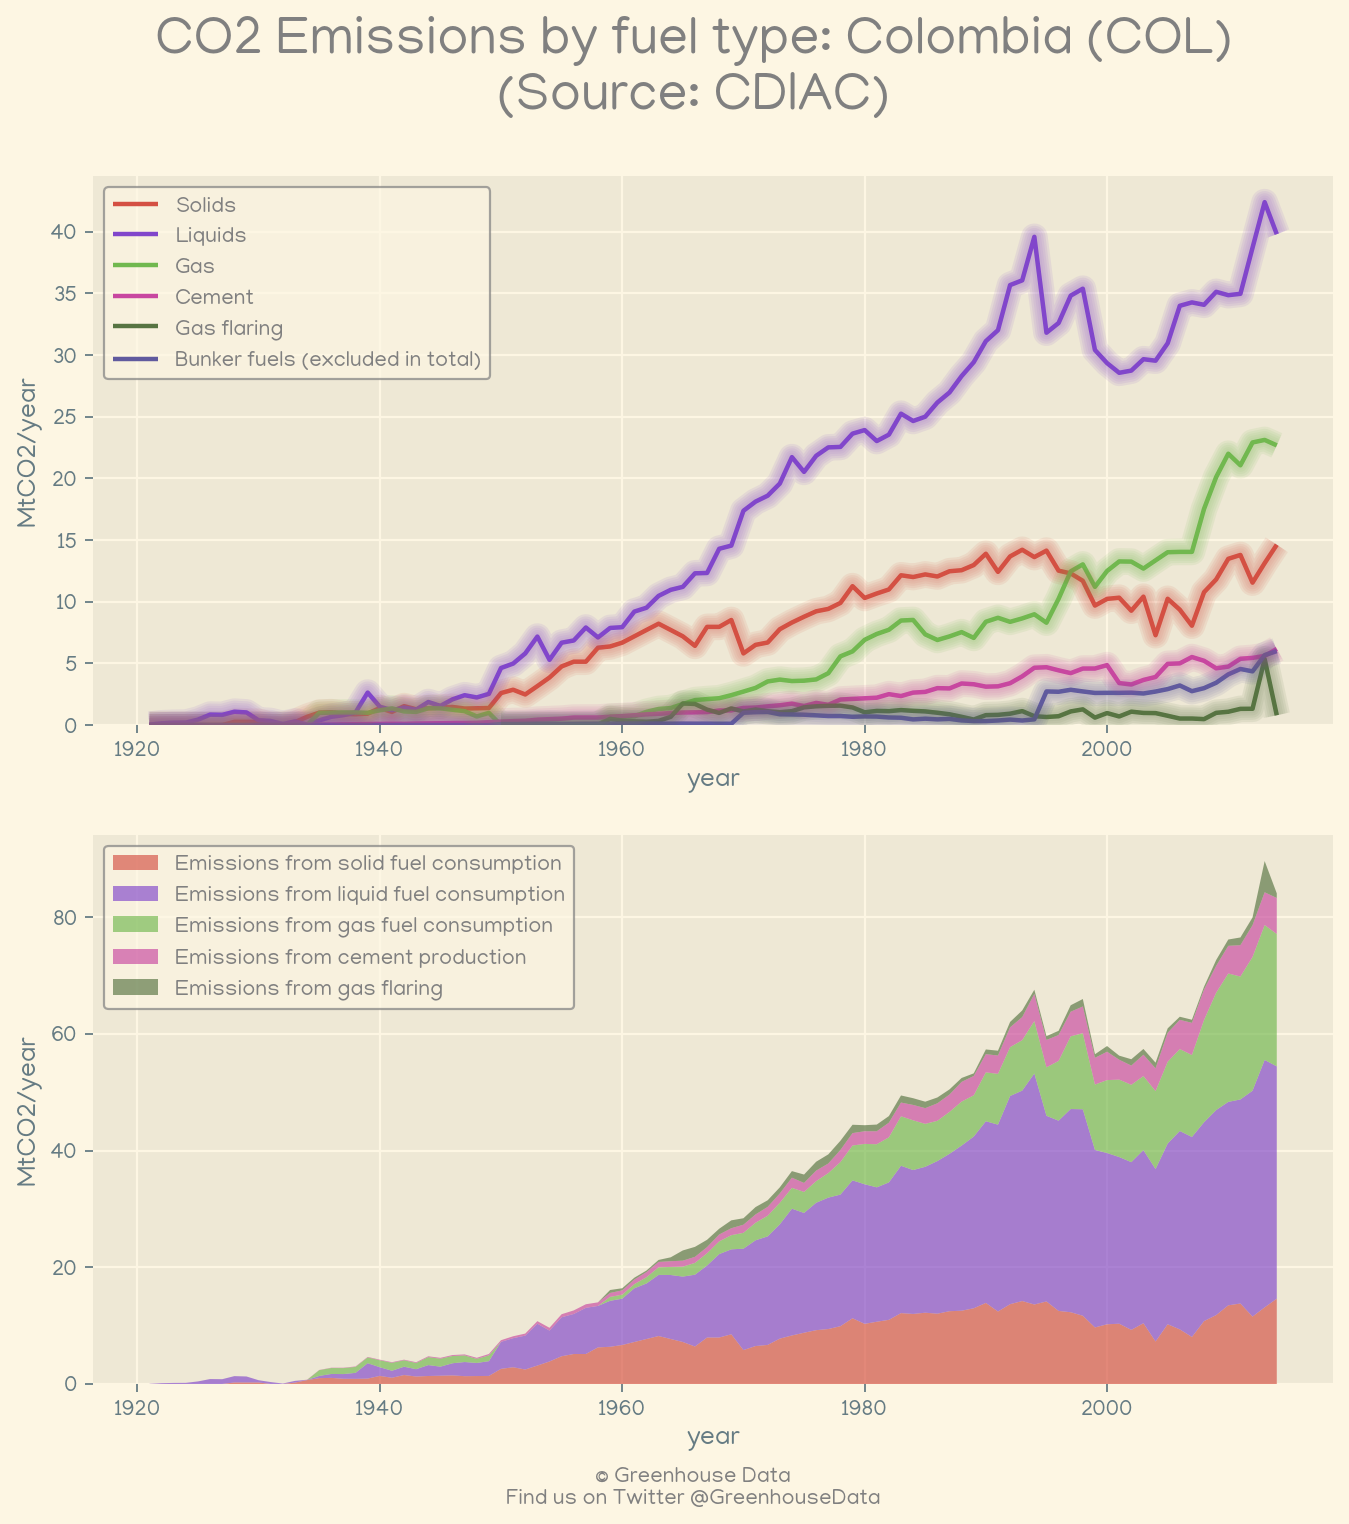 CO2 Emissions by fuel type: Colombia (COL)
(Source: CDIAC)
Solids
Liquids
Gas
Cement
Gas flaring
Bunker fuels (excluded in total)
MtCO2/year
40
35
30
25
20
15
10
5
0
1920 1940 1960 1980 2000
year
Emissions from solid fuel consumption
Emissions from liquid fuel consumption
Emissions from gas fuel consumption
Emissions from cement production
Emissions from gas flaring
MtCO2/year
80
60
40
20
0
1920 1940 1960 1980 2000
year
© Greenhouse Data
Find us on Twitter @GreenhouseData